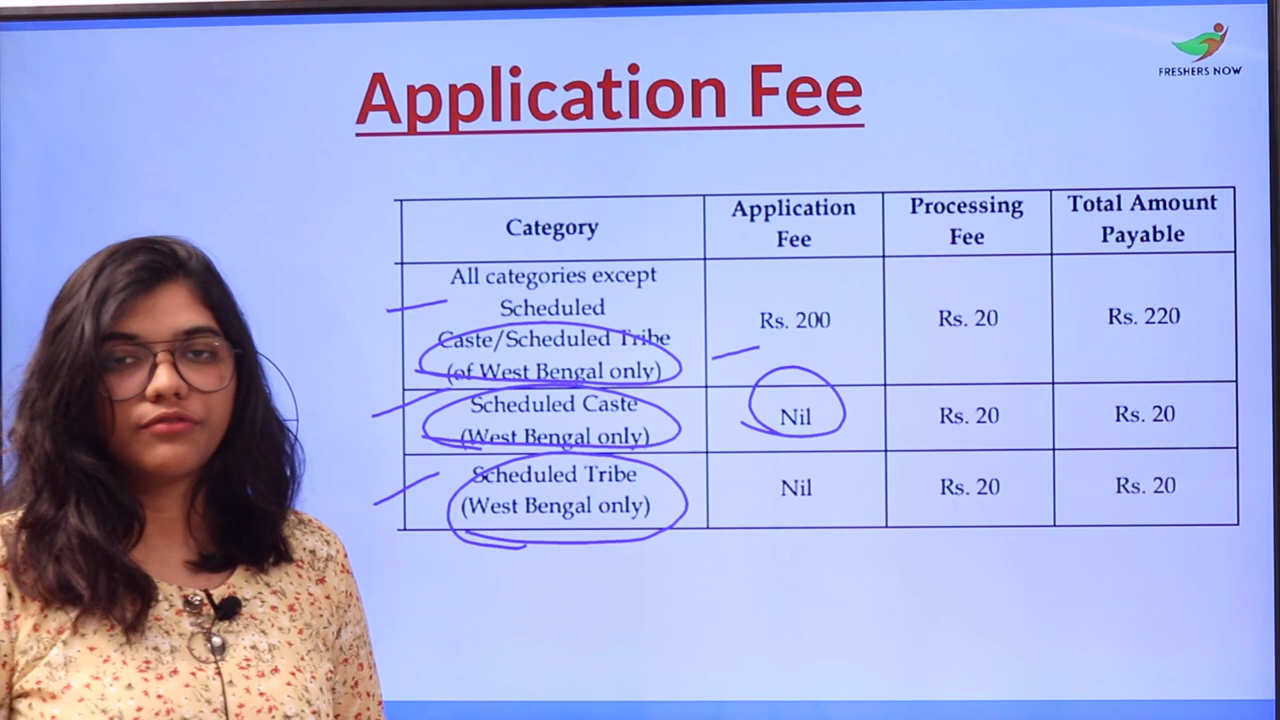 FRESHERS NOW
Application Fee
Category
Application
Fee
Processing
Fee
Total Amount
Payable
All categories except
Scheduled
Caste/Scheduled Tribe
(of West Bengal only)
Rs. 200
Rs. 20
Rs. 220
Scheduled Caste
(West Bengal only)
Nil
Rs. 20
Rs. 20
Scheduled Tribe
(West Bengal only)
Nil
Rs. 20
Rs. 20